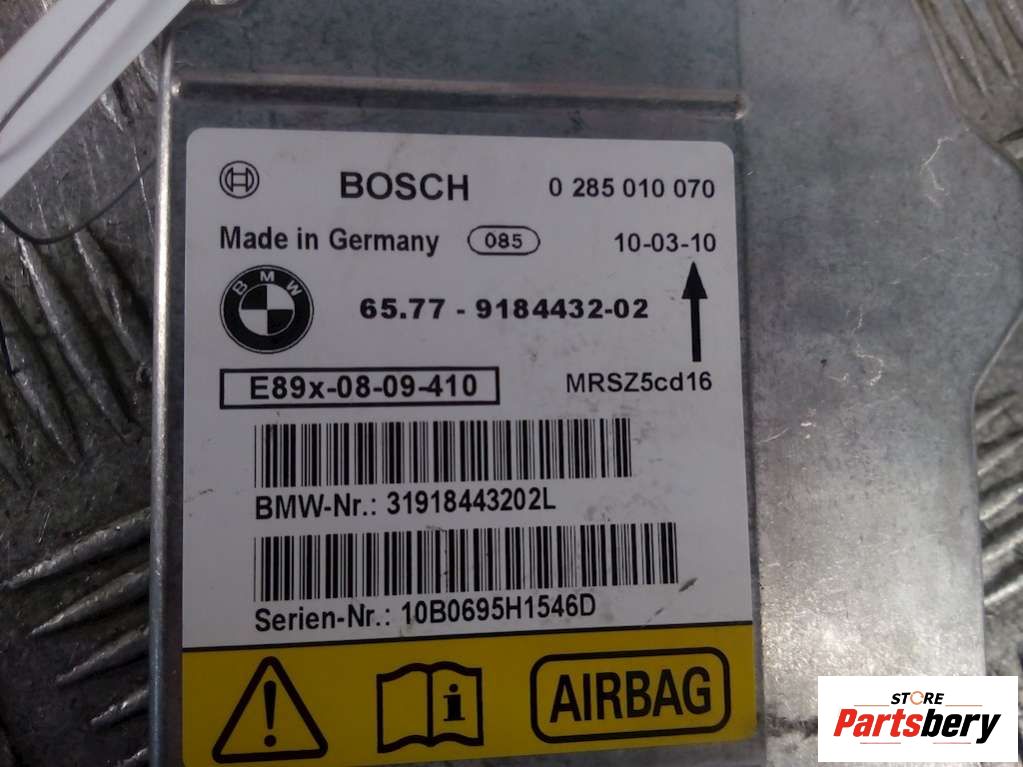 BOSCH 0 285 010 070
Made in Germany 085 10-03-10
BMW
65.77 - 9184432-02
E89x-08-09-410 MRSZ5cd16
BMW-Nr.: 31918443202L
Serien-Nr.: 10B0695H1546D
i AIRBAG
STORE
Partsbery